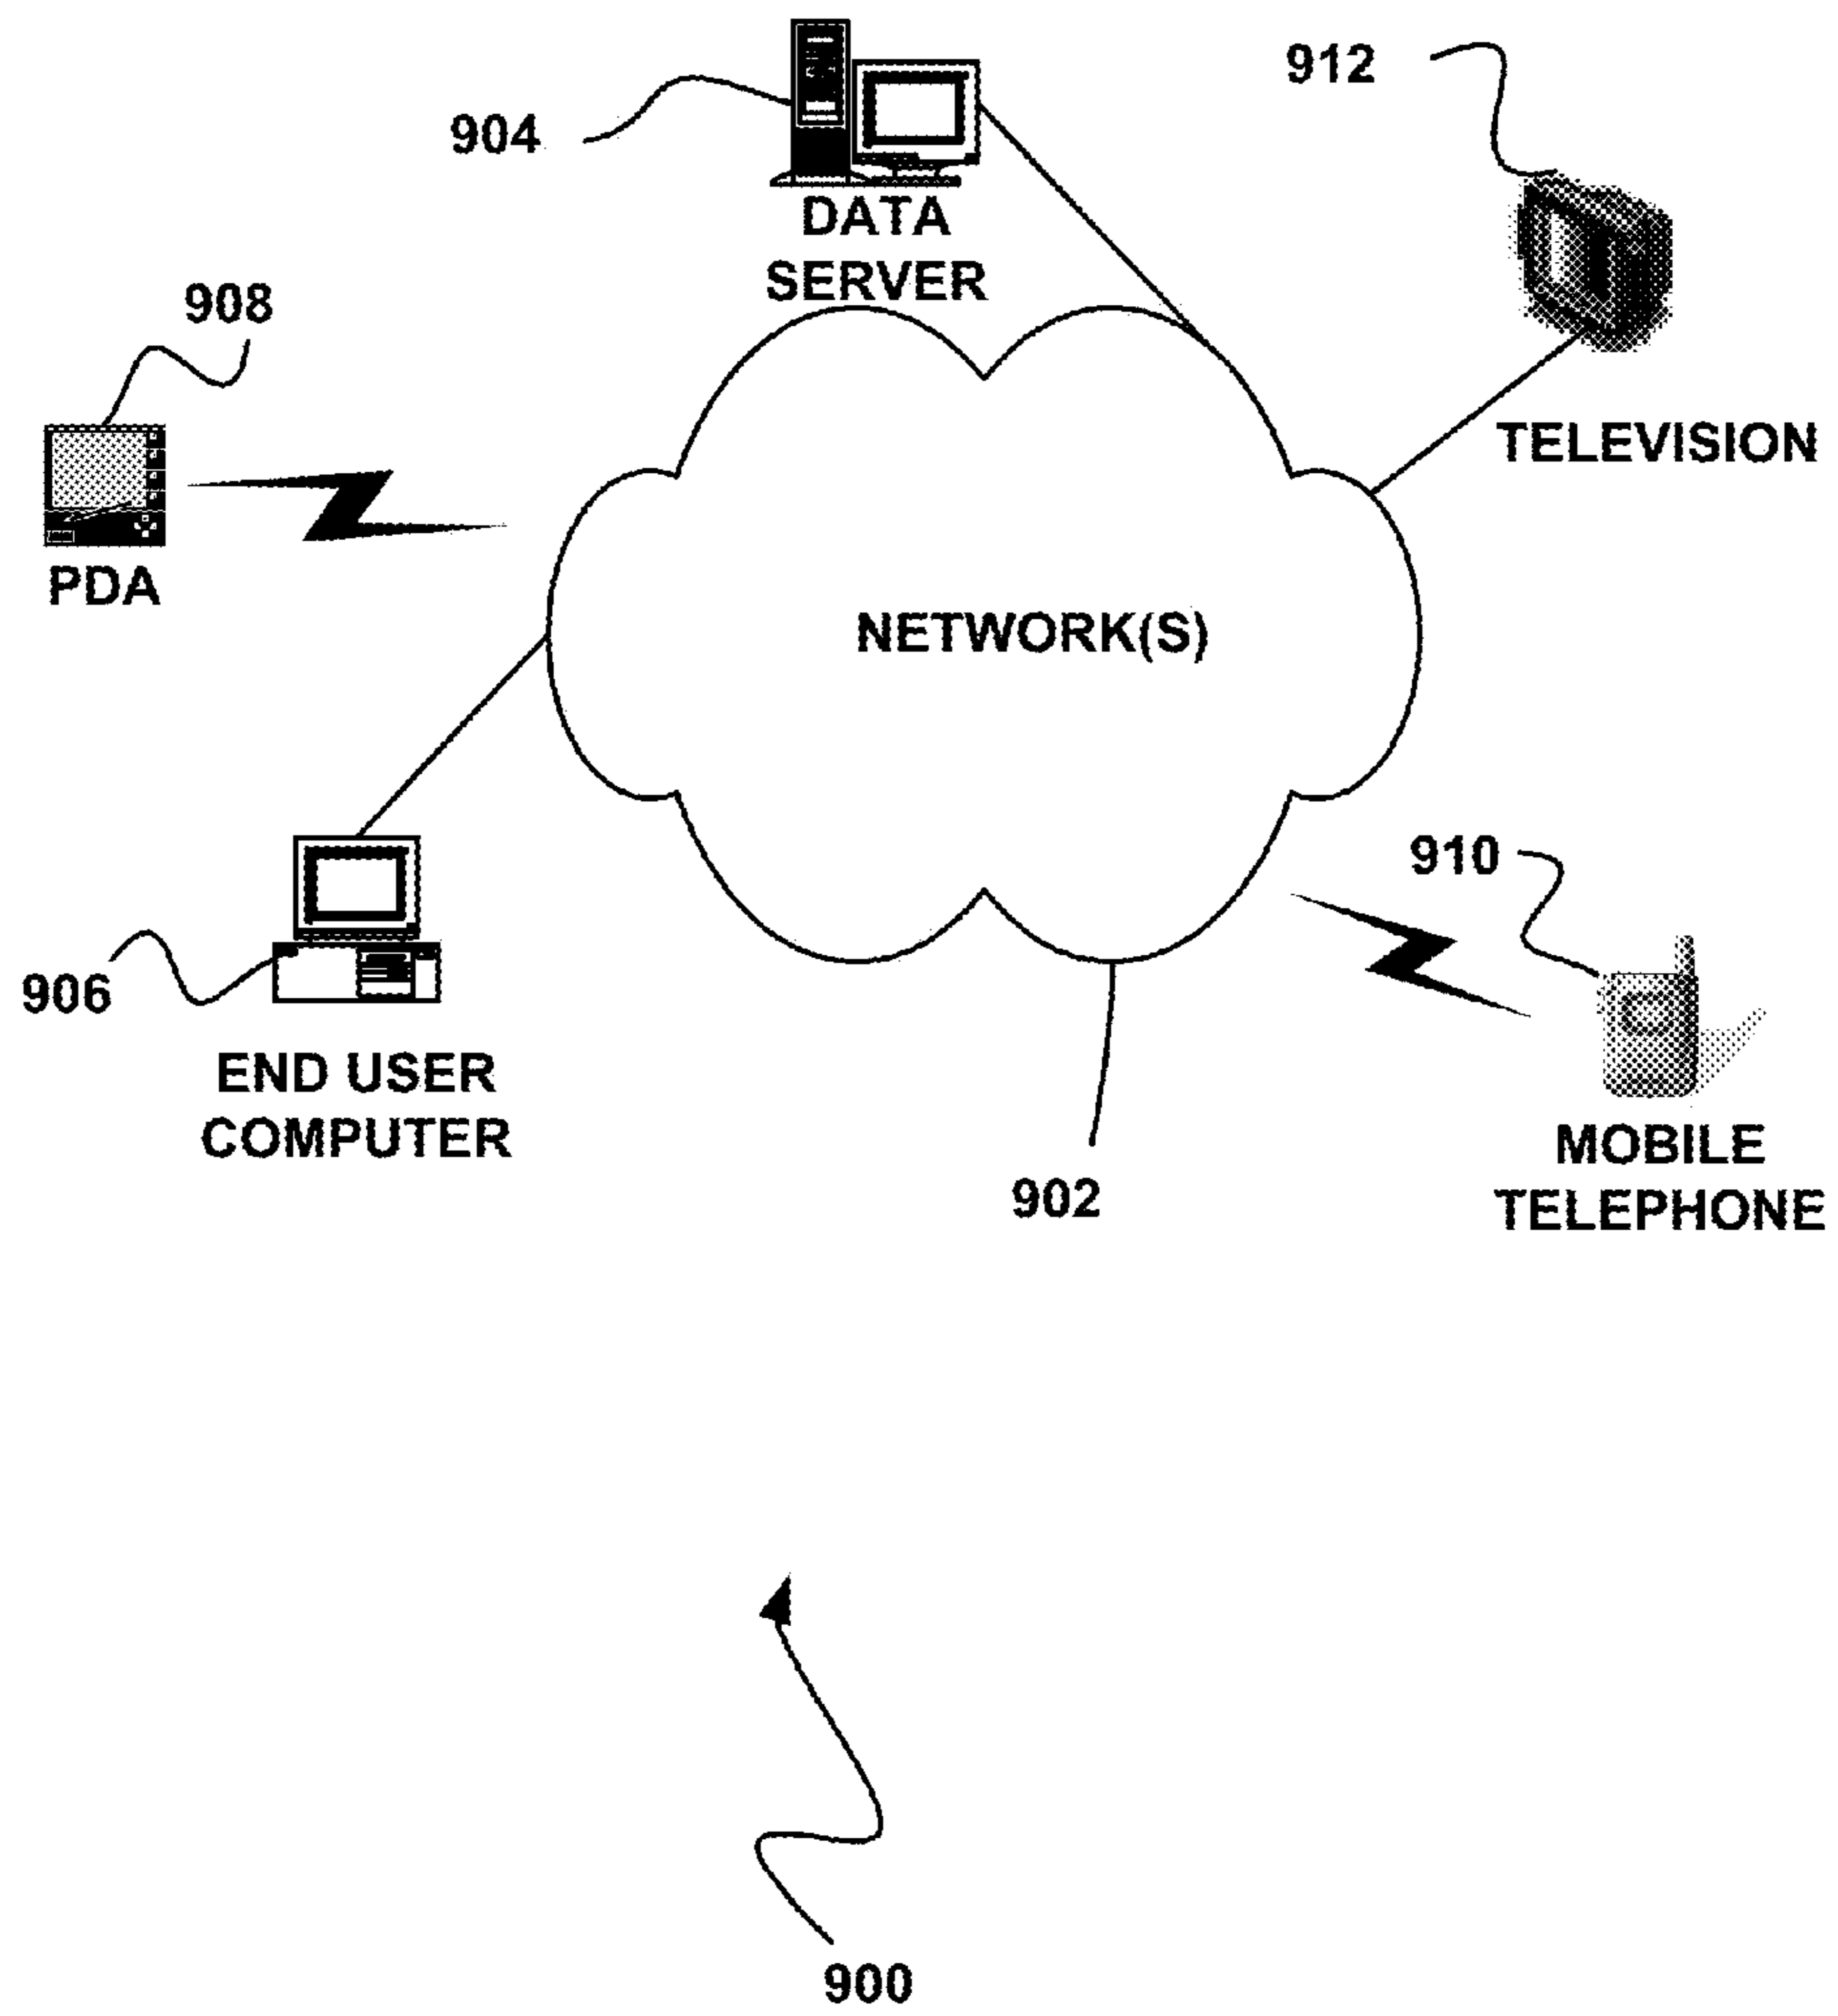 912
904
DATA
SERVER
908
TELEVISION
PDA
NETWORK(S)
910
906
END USER
COMPUTER
MOBILE
TELEPHONE
902
900